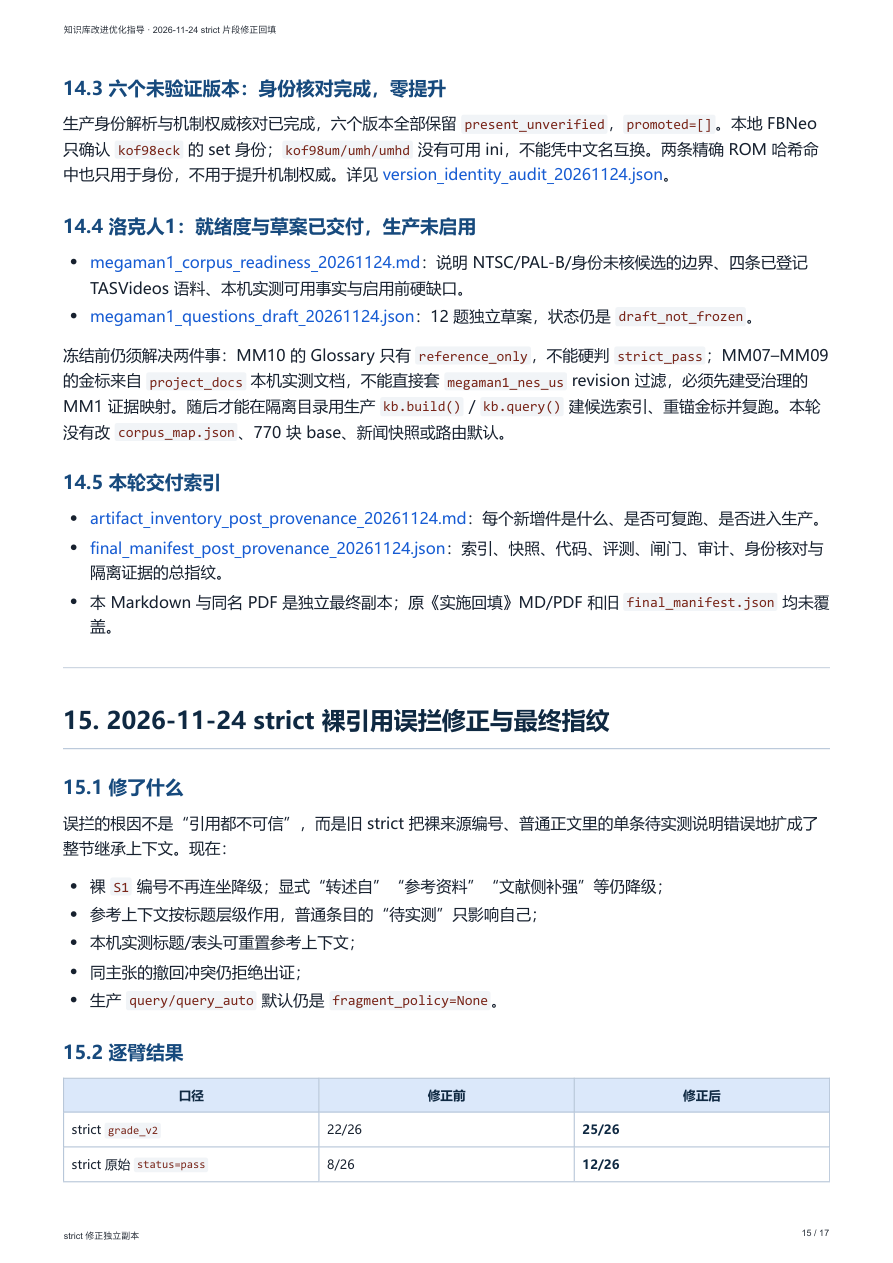 知识库改进优化指导 · 2026-11-24 strict 片段修正回填
14.3 六个未验证版本：身份核对完成，零提升
生产身份解析与机制权威核对已完成，六个版本全部保留 present_unverified，promoted=[]。本地 FBNeo
只确认 kof98eck 的 set 身份；kof98um/umh/umhd 没有可用 ini，不能凭中文名互换。两条精确 ROM 哈希命
中也只用于身份，不用于提升机制权威。详见 version_identity_audit_20261124.json。
14.4 洛克人1：就绪度与草案已交付，生产未启用
• megaman1_corpus_readiness_20261124.md：说明 NTSC/PAL-B/身份未核候选的边界、四条已登记
TASVideos 语料、本机实测可用事实与启用前硬缺口。
• megaman1_questions_draft_20261124.json：12 题独立草案，状态仍是 draft_not_frozen。
冻结前仍须解决两件事：MM10 的 Glossary 只有 reference_only，不能硬判 strict_pass；MM07–MM09
的金标来自 project_docs 本机实测文档，不能直接套 megaman1_nes_us revision 过滤，必须先建受治理的
MM1 证据映射。随后才能在隔离目录用生产 kb.build() / kb.query() 建候选索引、重锚金标并复跑。本轮
没有改 corpus_map.json、770 块 base、新闻快照或路由默认。
14.5 本轮交付索引
• artifact_inventory_post_provenance_20261124.md：每个新增件是什么、是否可复跑、是否进入生产。
• final_manifest_post_provenance_20261124.json：索引、快照、代码、评测、闸门、审计、身份核对与
隔离证据的总指纹。
• 本 Markdown 与同名 PDF 是独立最终副本；原《实施回填》MD/PDF 和旧 final_manifest.json 均未覆
盖。
15. 2026-11-24 strict 裸引用误拦修正与最终指纹
15.1 修了什么
误拦的根因不是“引用都不可信”，而是旧 strict 把裸来源编号、普通正文里的单条待实测说明错误地扩成了
整节继承上下文。现在：
• 裸 S1 编号不再连坐降级；显式“转述自”“参考资料”“文献侧补强”等仍降级；
• 参考上下文按标题层级作用，普通条目的“待实测”只影响自己；
• 本机实测标题/表头可重置参考上下文；
• 同主张的撤回冲突仍拒绝出证；
• 生产 query/query_auto 默认仍是 fragment_policy=None。
15.2 逐臂结果
口径 修正前 修正后
strict grade_v2 22/26 25/26
strict 原始 status=pass 8/26 12/26
strict 修正独立副本 15 / 17